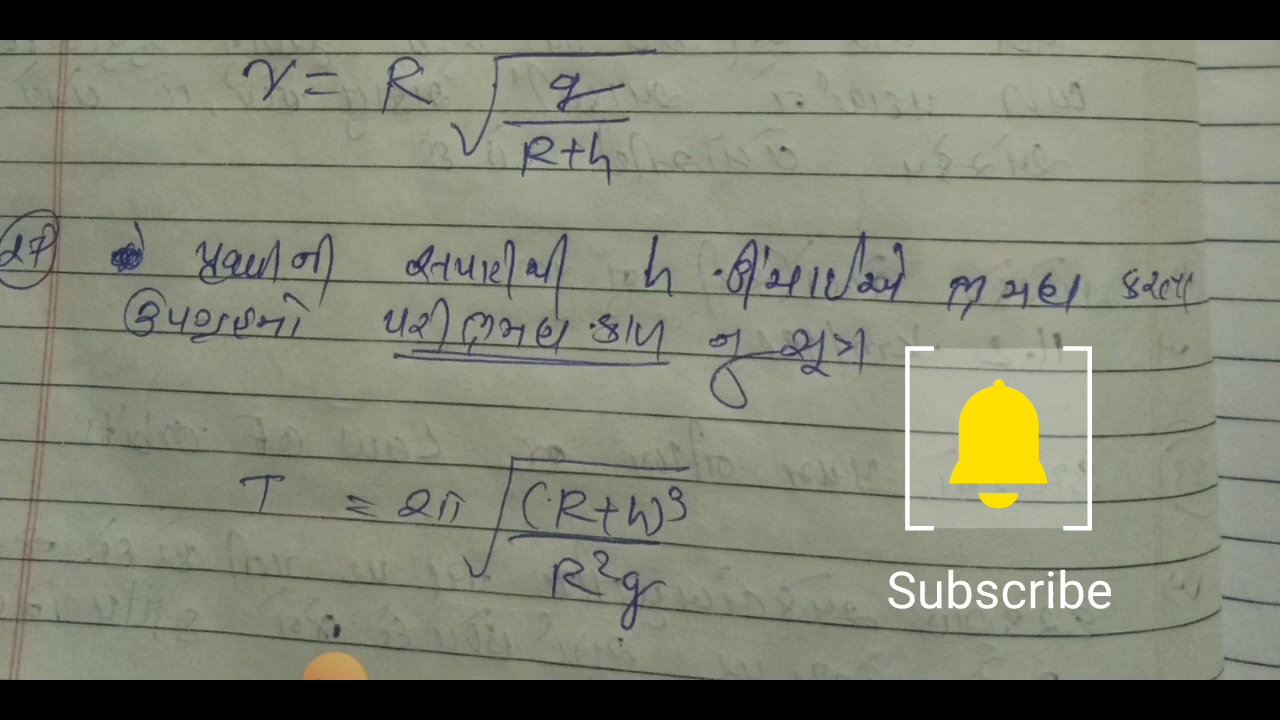 v = R √(g / R+h)
27 પૃથ્વીની સપાટીથી h ઊંચાઈએ ભ્રમણ કરતા
ઉપગ્રહનો પરીભ્રમણ કાળ નુ સૂત્ર
T = 2π √((R+h)³ / R²g)
Subscribe